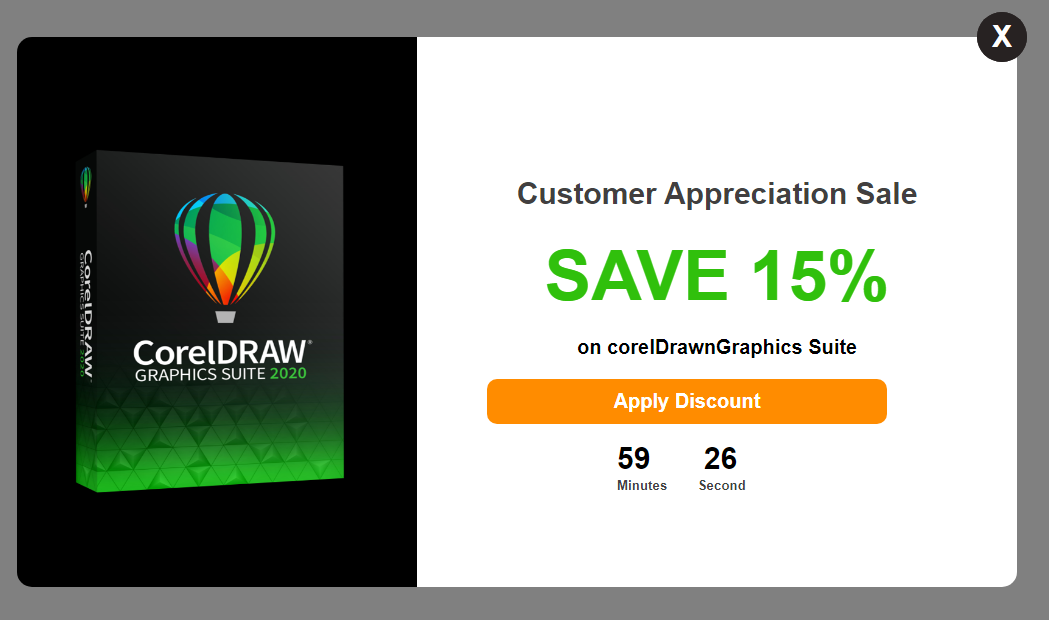 X
CorelDRAW
GRAPHICS SUITE 2020
CorelDRAW®
GRAPHICS SUITE 2020
Customer Appreciation Sale
SAVE 15%
on corelDrawnGraphics Suite
Apply Discount
59 26
Minutes Second